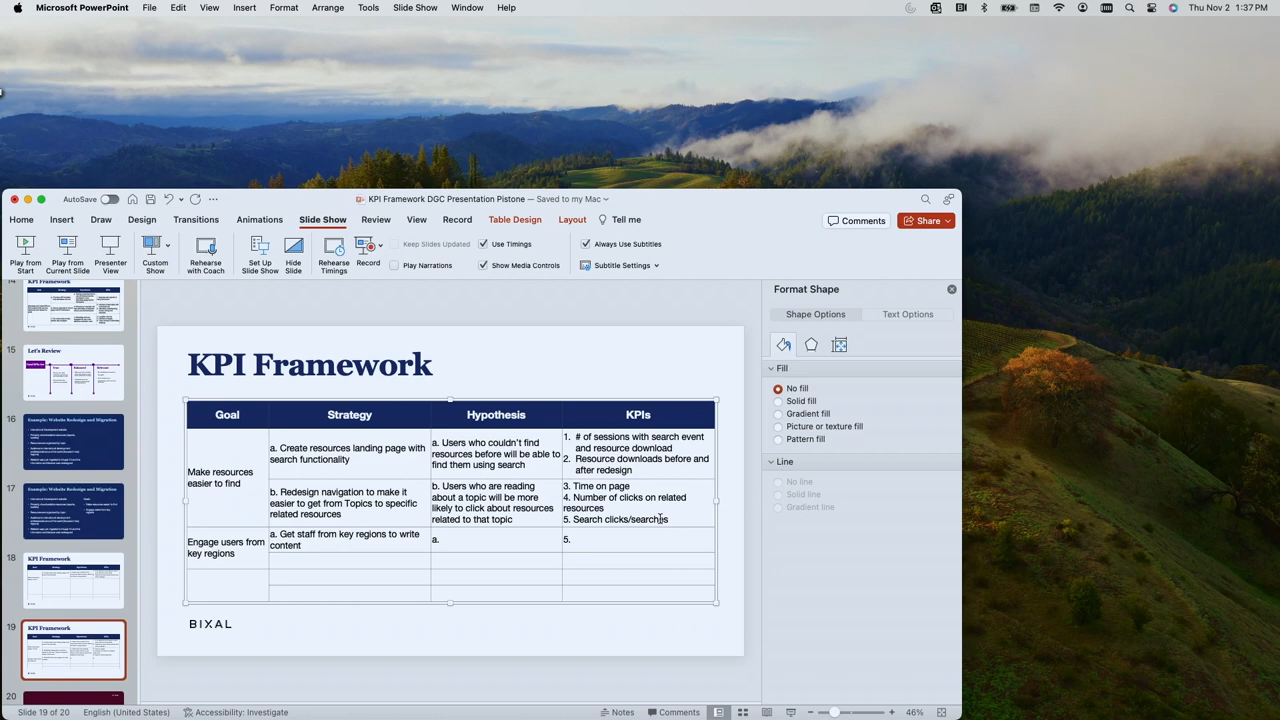 Microsoft PowerPoint File Edit View Insert Format Arrange Tools Slide Show Window Help Thu Nov 2 1:37 PM
AutoSave KPI Framework DGC Presentation Pistone — Saved to my Mac
Home Insert Draw Design Transitions Animations Slide Show Review View Record Table Design Layout Tell me Comments Share
Play from Start
Play from Current Slide
Presenter View
Custom Show
Rehearse with Coach
Set Up Slide Show
Hide Slide
Rehearse Timings
Record
Keep Slides Updated
Play Narrations
Use Timings
Show Media Controls
Always Use Subtitles
Subtitle Settings
14
KPI Framework
15
Let's Review
16
Example: Website Redesign and Migration
17
Example: Website Redesign and Migration
18
KPI Framework
19
KPI Framework
20
KPI Framework
Goal Strategy Hypothesis KPIs
Make resources
easier to find
a. Create resources landing page with
search functionality
a. Users who couldn't find
resources before will be able to
find them using search
1. # of sessions with search event
and resource download
2. Resource downloads before and
after redesign
b. Redesign navigation to make it
easier to get from Topics to specific
related resources
b. Users who are reading
about a topic will be more
likely to click about resources
related to that topic
3. Time on page
4. Number of clicks on related
resources
5. Search clicks/searches
Engage users from
key regions
a. Get staff from key regions to write
content
a.
5.
BIXAL
Format Shape
Shape Options Text Options
Fill
No fill
Solid fill
Gradient fill
Picture or texture fill
Pattern fill
Line
No line
Solid line
Gradient line
Slide 19 of 20 English (United States) Accessibility: Investigate Notes Comments 46%